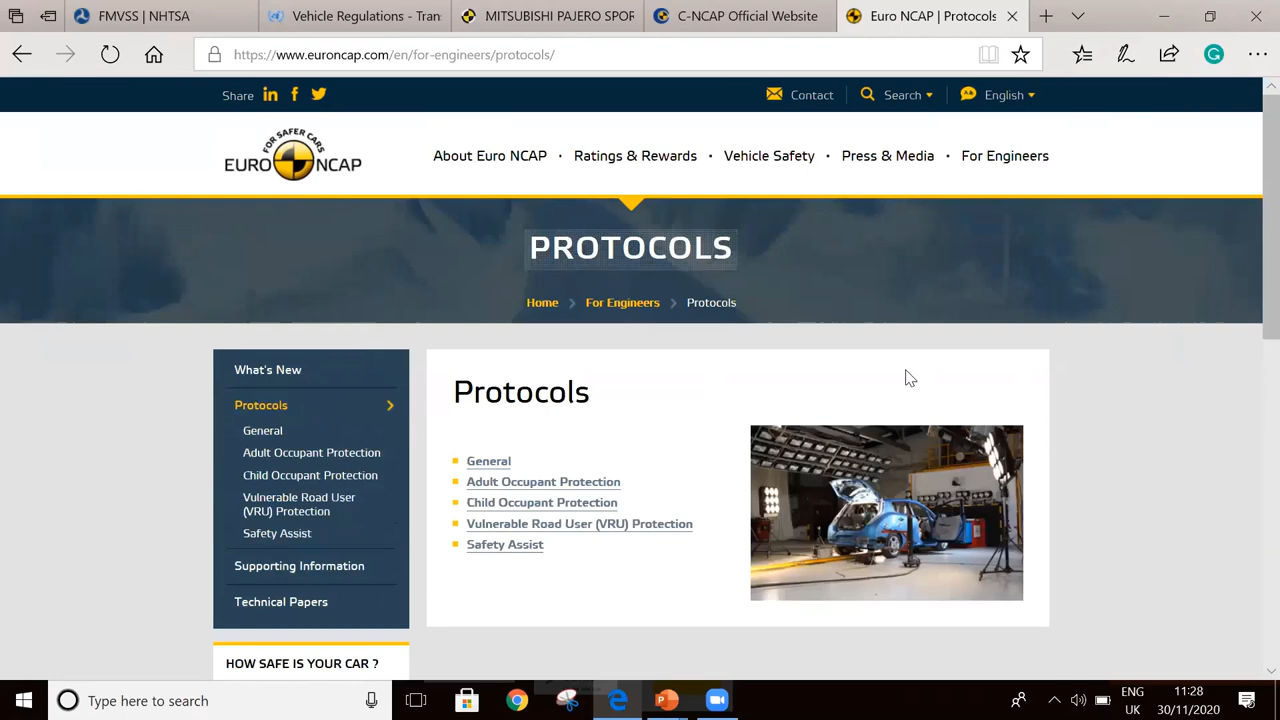 FMVSS | NHTSA
Vehicle Regulations - Tran
MITSUBISHI PAJERO SPOR
C-NCAP Official Website
Euro NCAP | Protocols
https://www.euroncap.com/en/for-engineers/protocols/
Share
Contact
Search
English
FOR SAFER CARS
EURO NCAP
About Euro NCAP · Ratings & Rewards · Vehicle Safety · Press & Media · For Engineers
PROTOCOLS
Home > For Engineers > Protocols
What's New
Protocols
General
Adult Occupant Protection
Child Occupant Protection
Vulnerable Road User
(VRU) Protection
Safety Assist
Supporting Information
Technical Papers
HOW SAFE IS YOUR CAR ?
Protocols
General
Adult Occupant Protection
Child Occupant Protection
Vulnerable Road User (VRU) Protection
Safety Assist
Type here to search
ENG
UK
11:28
30/11/2020